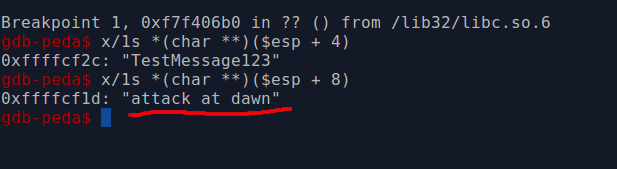 Breakpoint 1, 0xf7f406b0 in ?? () from /lib32/libc.so.6
gdb-peda$ x/1s *(char **)($esp + 4)
0xffffcf2c: "TestMessage123"
gdb-peda$ x/1s *(char **)($esp + 8)
0xffffcf1d: "attack at dawn"
gdb-peda$